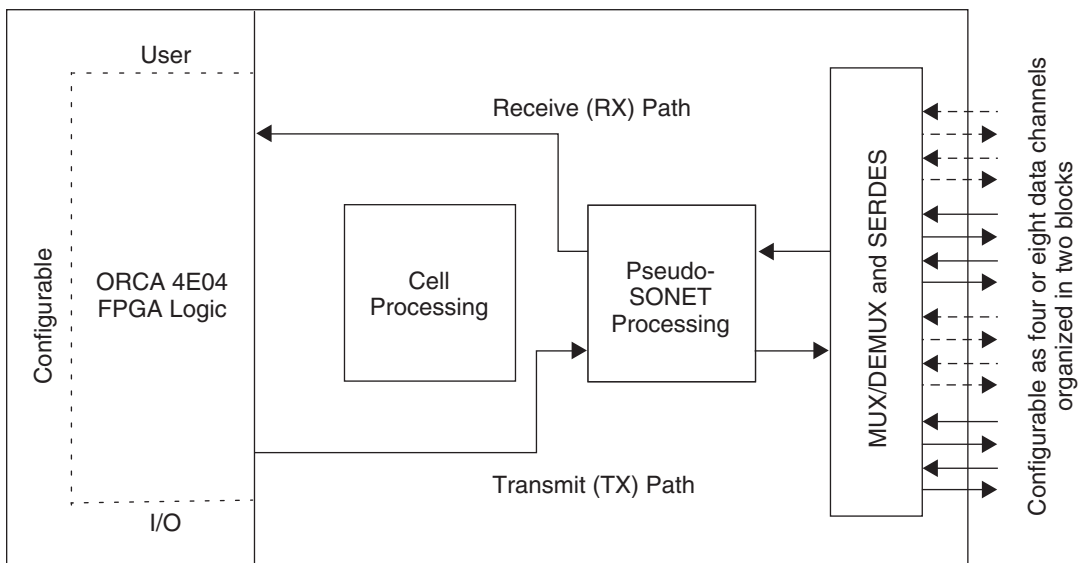 User
Receive (RX) Path
Configurable
ORCA 4E04
FPGA Logic
Cell
Processing
Pseudo-
SONET
Processing
MUX/DEMUX and SERDES
Configurable as four or eight data channels
organized in two blocks
Transmit (TX) Path
I/O